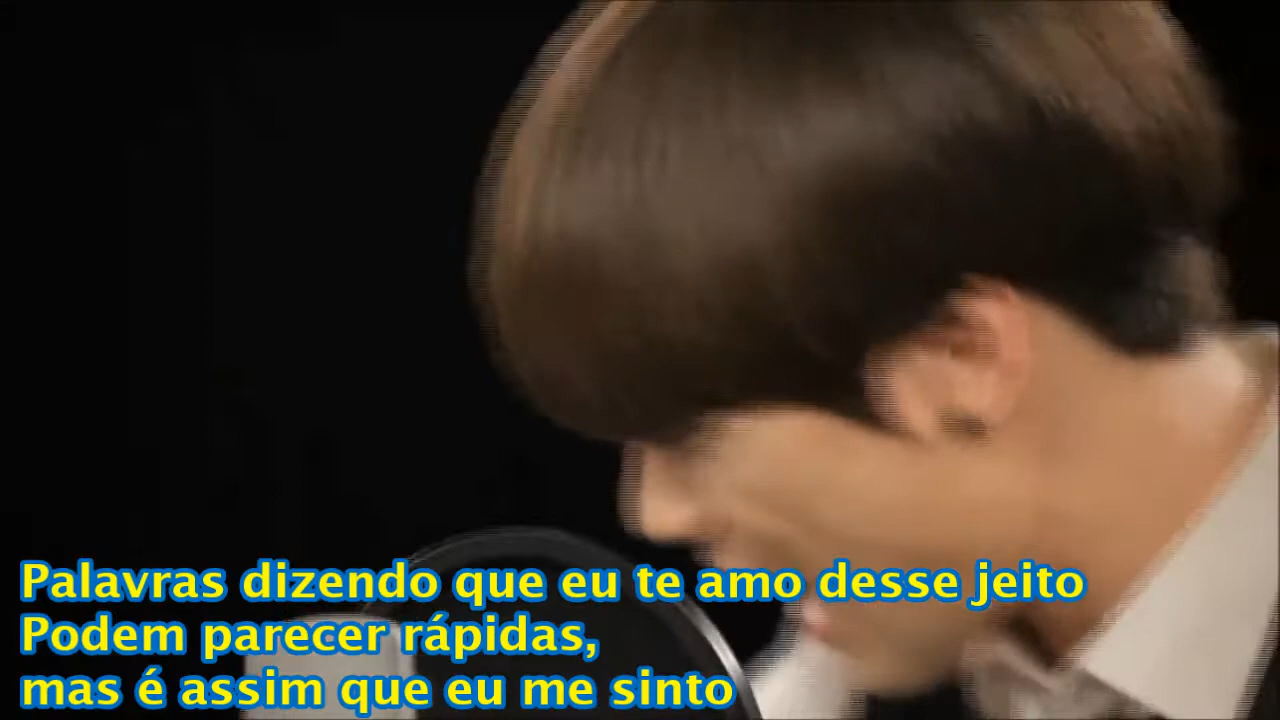 Palavras dizendo que eu te amo desse jeito
Podem parecer rápidas,
mas é assim que eu me sinto